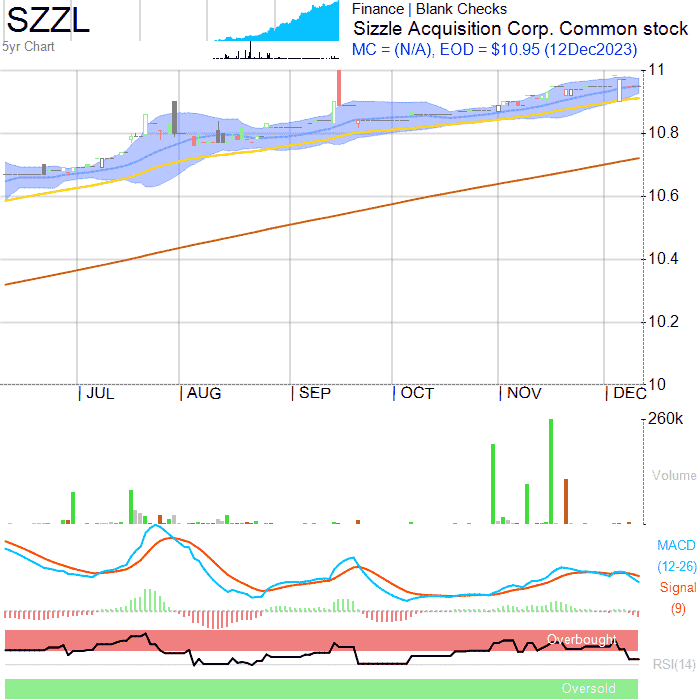 SZZL
5yr Chart
Finance | Blank Checks
Sizzle Acquisition Corp. Common stock
MC = (N/A), EOD = $10.95 (12Dec2023)
11
10.8
10.6
10.4
10.2
10
JUL AUG SEP OCT NOV DEC
260k
Volume
MACD
(12-26)
Signal
(9)
Overbought
RSI(14)
Oversold